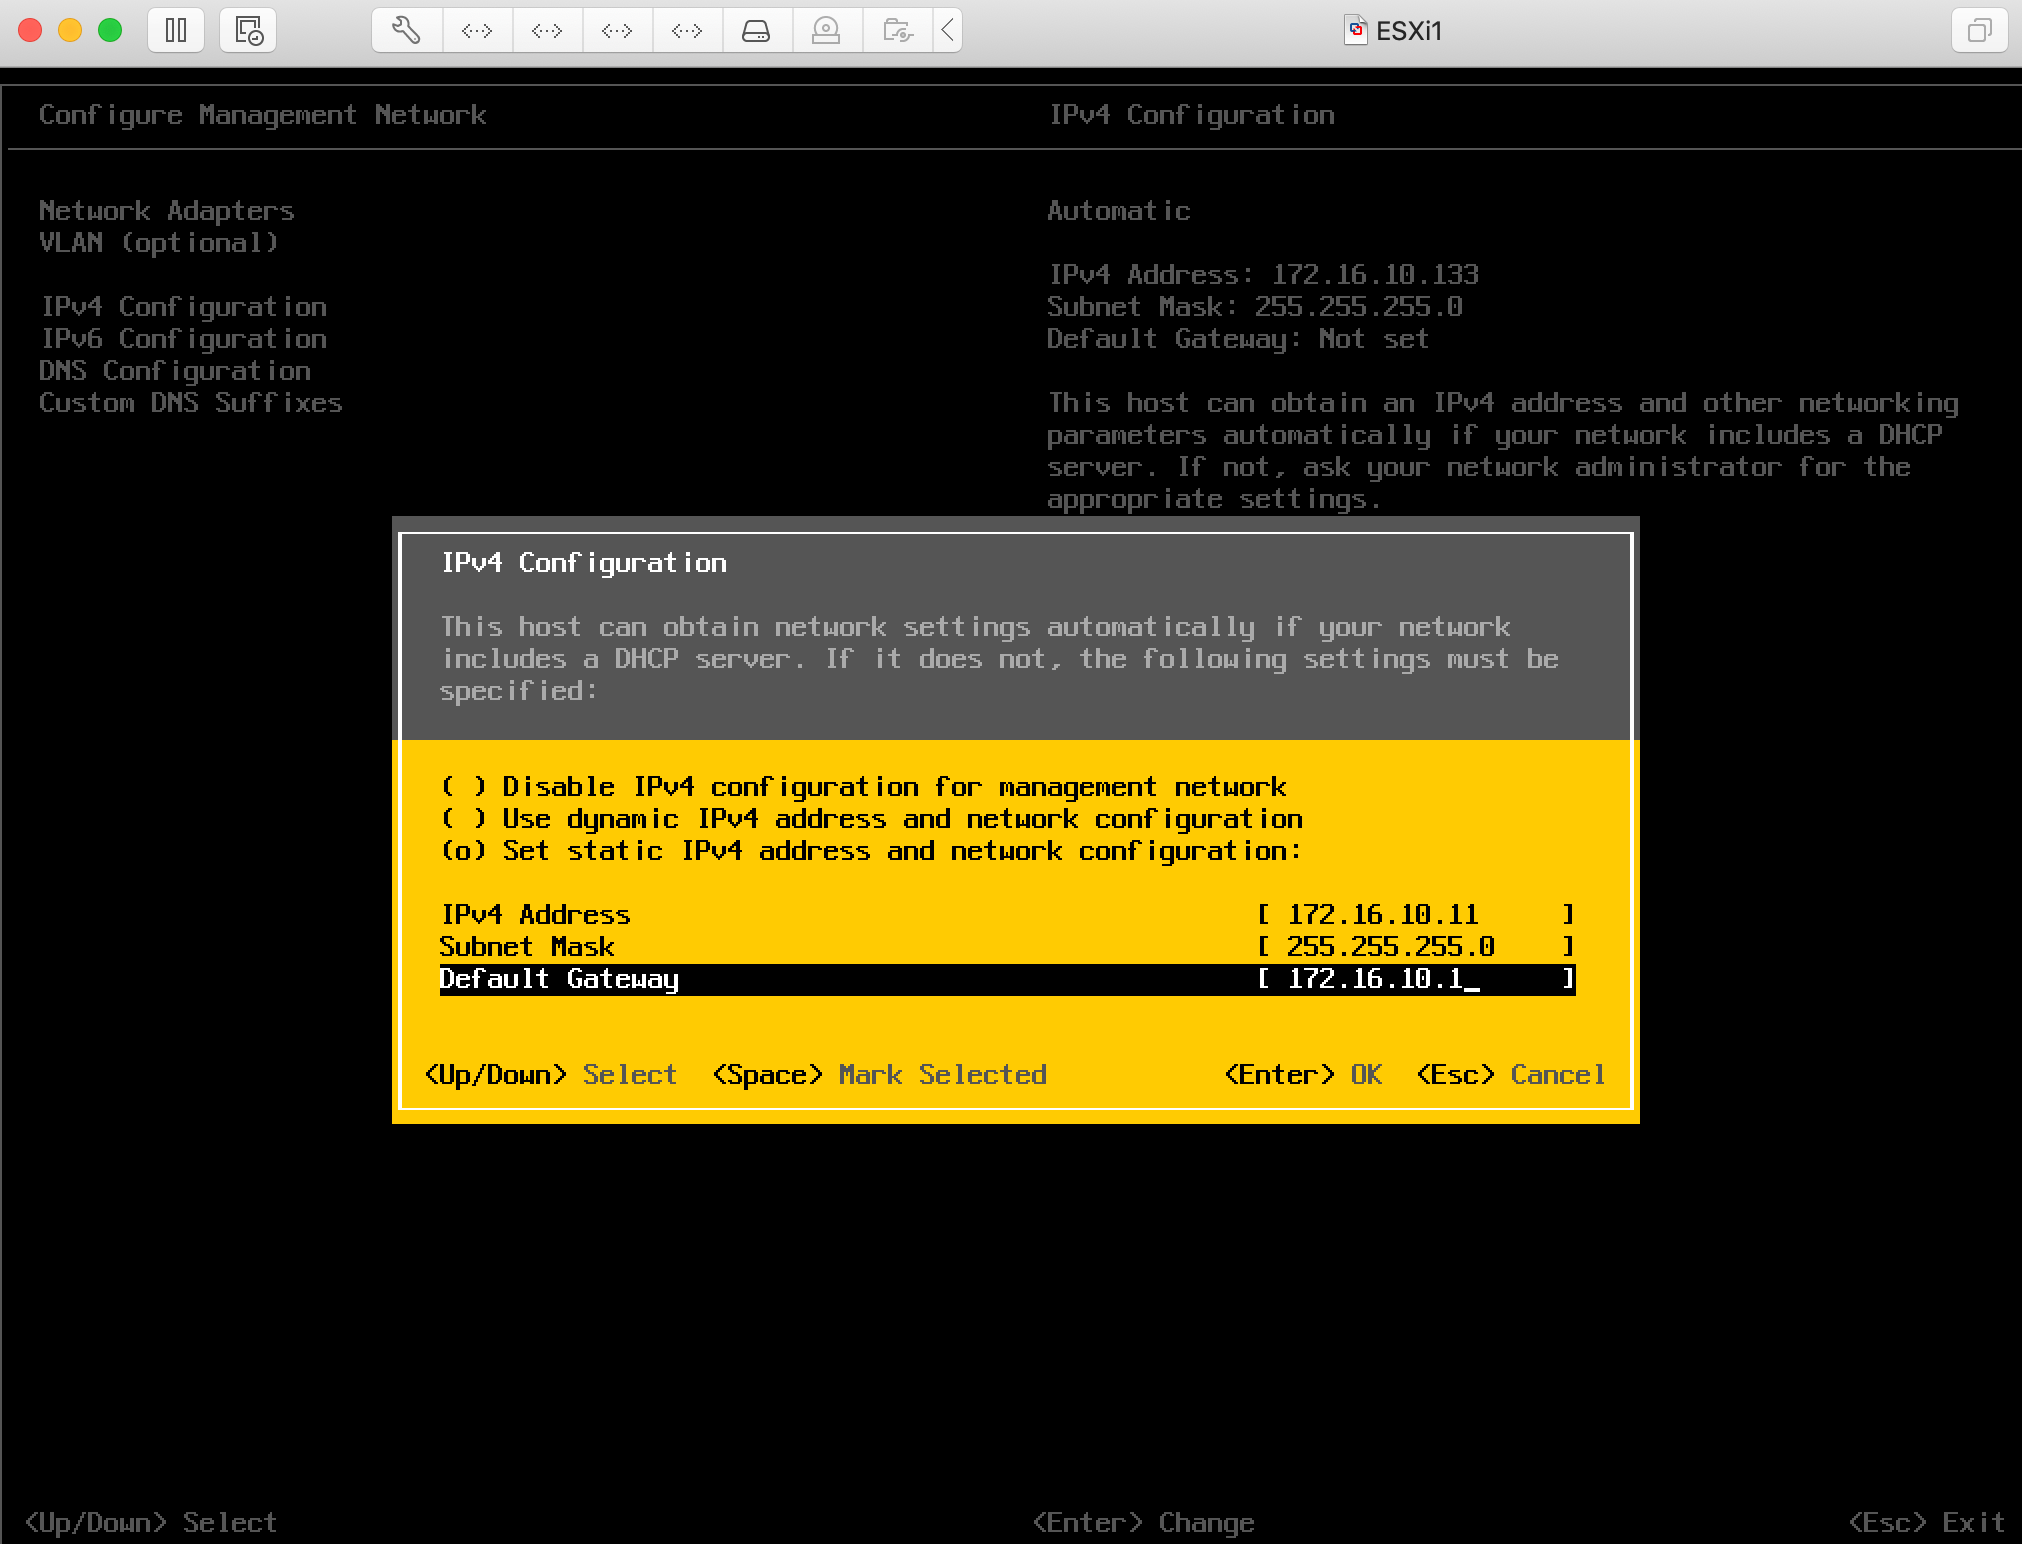 ESXi1
Configure Management Network
IPv4 Configuration
Network Adapters
VLAN (optional)
IPv4 Configuration
IPv6 Configuration
DNS Configuration
Custom DNS Suffixes
Automatic
IPv4 Address: 172.16.10.133
Subnet Mask: 255.255.255.0
Default Gateway: Not set
This host can obtain an IPv4 address and other networking
parameters automatically if your network includes a DHCP
server. If not, ask your network administrator for the
appropriate settings.
IPv4 Configuration
This host can obtain network settings automatically if your network
includes a DHCP server. If it does not, the following settings must be
specified:
( ) Disable IPv4 configuration for management network
( ) Use dynamic IPv4 address and network configuration
(o) Set static IPv4 address and network configuration:
IPv4 Address [ 172.16.10.11 ]
Subnet Mask [ 255.255.255.0 ]
Default Gateway [ 172.16.10.1_ ]
<Up/Down> Select <Space> Mark Selected <Enter> OK <Esc> Cancel
<Up/Down> Select <Enter> Change <Esc> Exit